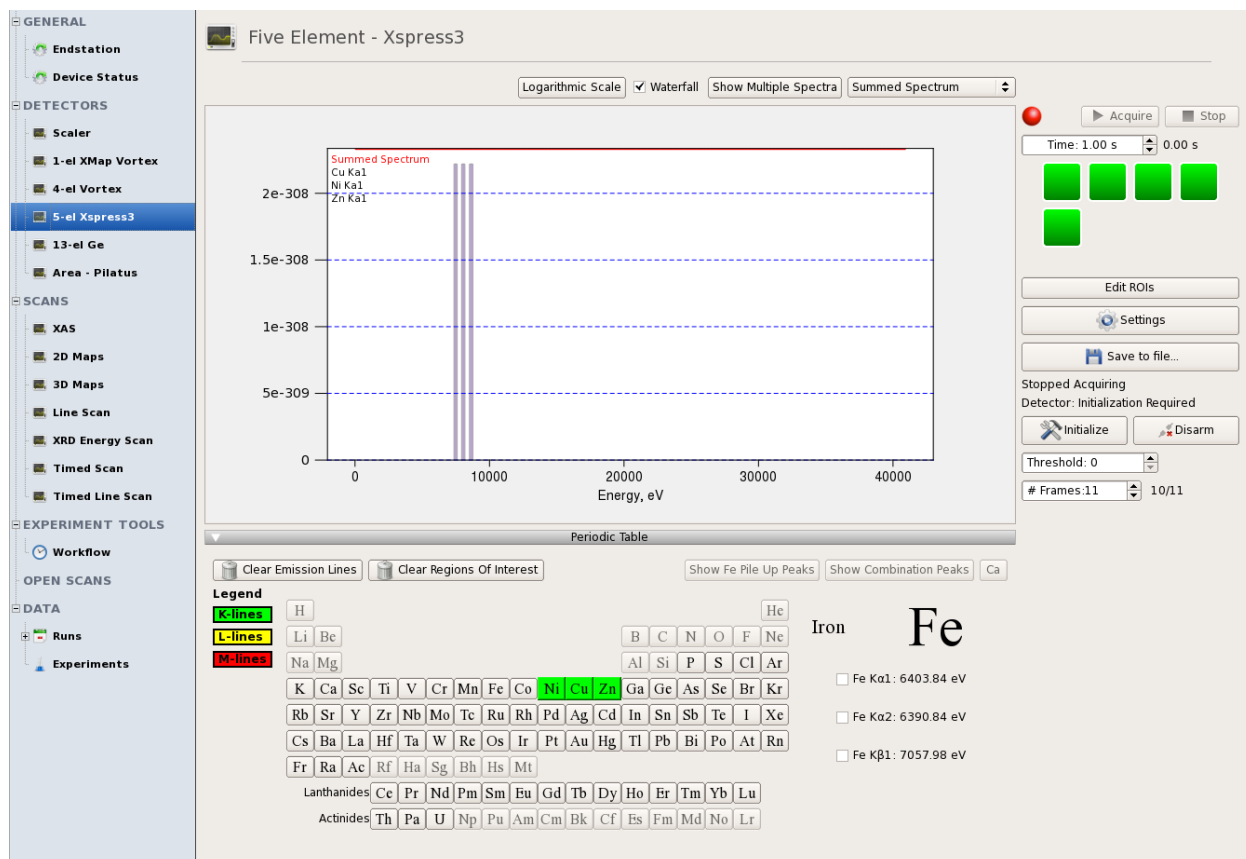 GENERAL
Endstation
Device Status
DETECTORS
Scaler
1-el XMap Vortex
4-el Vortex
5-el Xspress3
13-el Ge
Area - Pilatus
SCANS
XAS
2D Maps
3D Maps
Line Scan
XRD Energy Scan
Timed Scan
Timed Line Scan
EXPERIMENT TOOLS
Workflow
OPEN SCANS
DATA
Runs
Experiments
Five Element - Xspress3
Logarithmic Scale Waterfall Show Multiple Spectra Summed Spectrum
Summed Spectrum
Cu Ka1
Ni Ka1
Zn Ka1
2e-308
1.5e-308
1e-308
5e-309
0
0 10000 20000 30000 40000
Energy, eV
Acquire Stop
Time: 1.00 s 0.00 s
Edit ROIs
Settings
Save to file...
Stopped Acquiring
Detector: Initialization Required
Initialize Disarm
Threshold: 0
# Frames:11 10/11
Periodic Table
Clear Emission Lines Clear Regions Of Interest Show Fe Pile Up Peaks Show Combination Peaks Ca
Legend
K-lines
L-lines
M-lines
H He
Li Be B C N O F Ne
Na Mg Al Si P S Cl Ar
K Ca Sc Ti V Cr Mn Fe Co Ni Cu Zn Ga Ge As Se Br Kr
Rb Sr Y Zr Nb Mo Tc Ru Rh Pd Ag Cd In Sn Sb Te I Xe
Cs Ba La Hf Ta W Re Os Ir Pt Au Hg Tl Pb Bi Po At Rn
Fr Ra Ac Rf Ha Sg Bh Hs Mt
Lanthanides Ce Pr Nd Pm Sm Eu Gd Tb Dy Ho Er Tm Yb Lu
Actinides Th Pa U Np Pu Am Cm Bk Cf Es Fm Md No Lr
Iron Fe
Fe Kα1: 6403.84 eV
Fe Kα2: 6390.84 eV
Fe Kβ1: 7057.98 eV